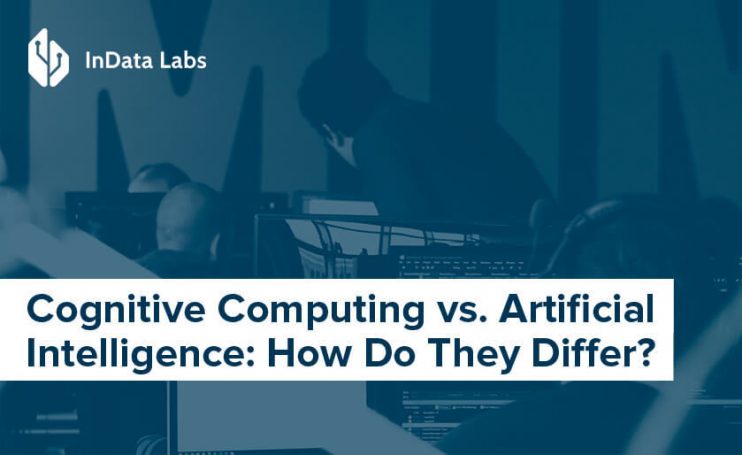 InData Labs
Cognitive Computing vs. Artificial
Intelligence: How Do They Differ?